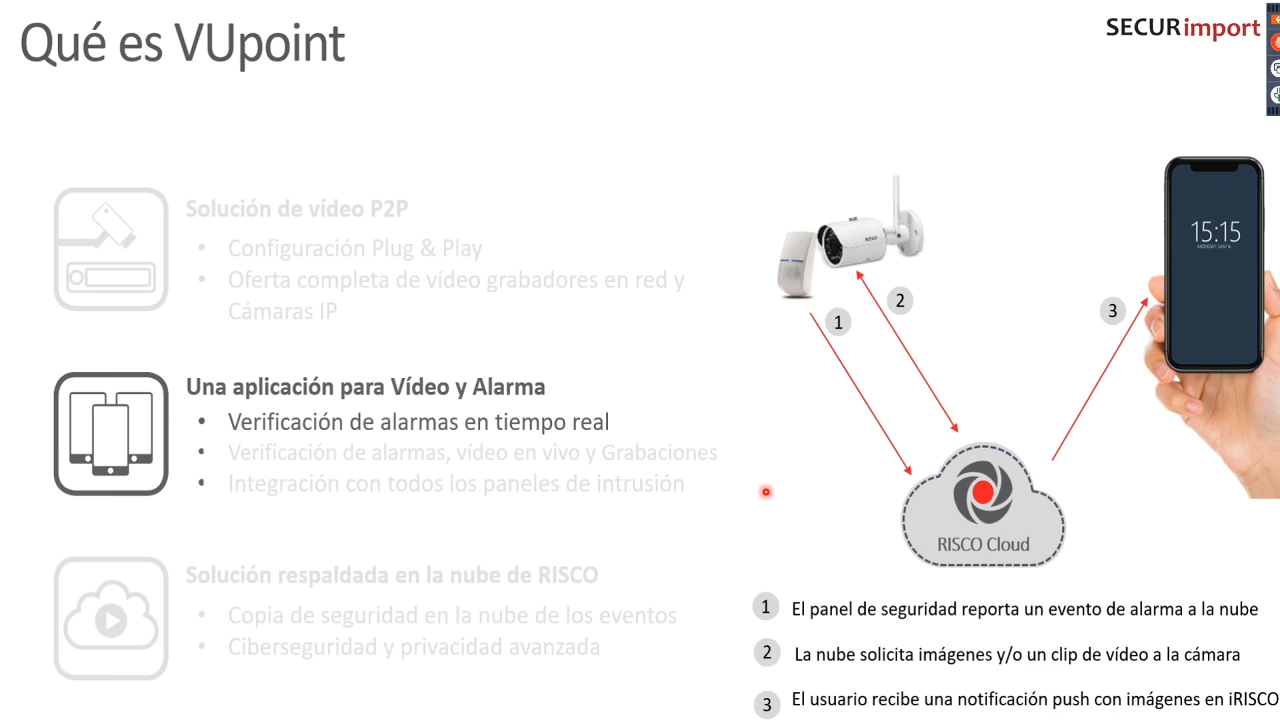 Qué es VUpoint
SECURimport
Solución de vídeo P2P
• Configuración Plug & Play
• Oferta completa de vídeo grabadores en red y
Cámaras IP
Una aplicación para Vídeo y Alarma
• Verificación de alarmas en tiempo real
• Verificación de alarmas, vídeo en vivo y Grabaciones
• Integración con todos los paneles de intrusión
Solución respaldada en la nube de RISCO
• Copia de seguridad en la nube de los eventos
• Ciberseguridad y privacidad avanzada
1
2
3
15:15
MONDAY, MAY 6
RISCO Cloud
1 El panel de seguridad reporta un evento de alarma a la nube
2 La nube solicita imágenes y/o un clip de vídeo a la cámara
3 El usuario recibe una notificación push con imágenes en iRISCO